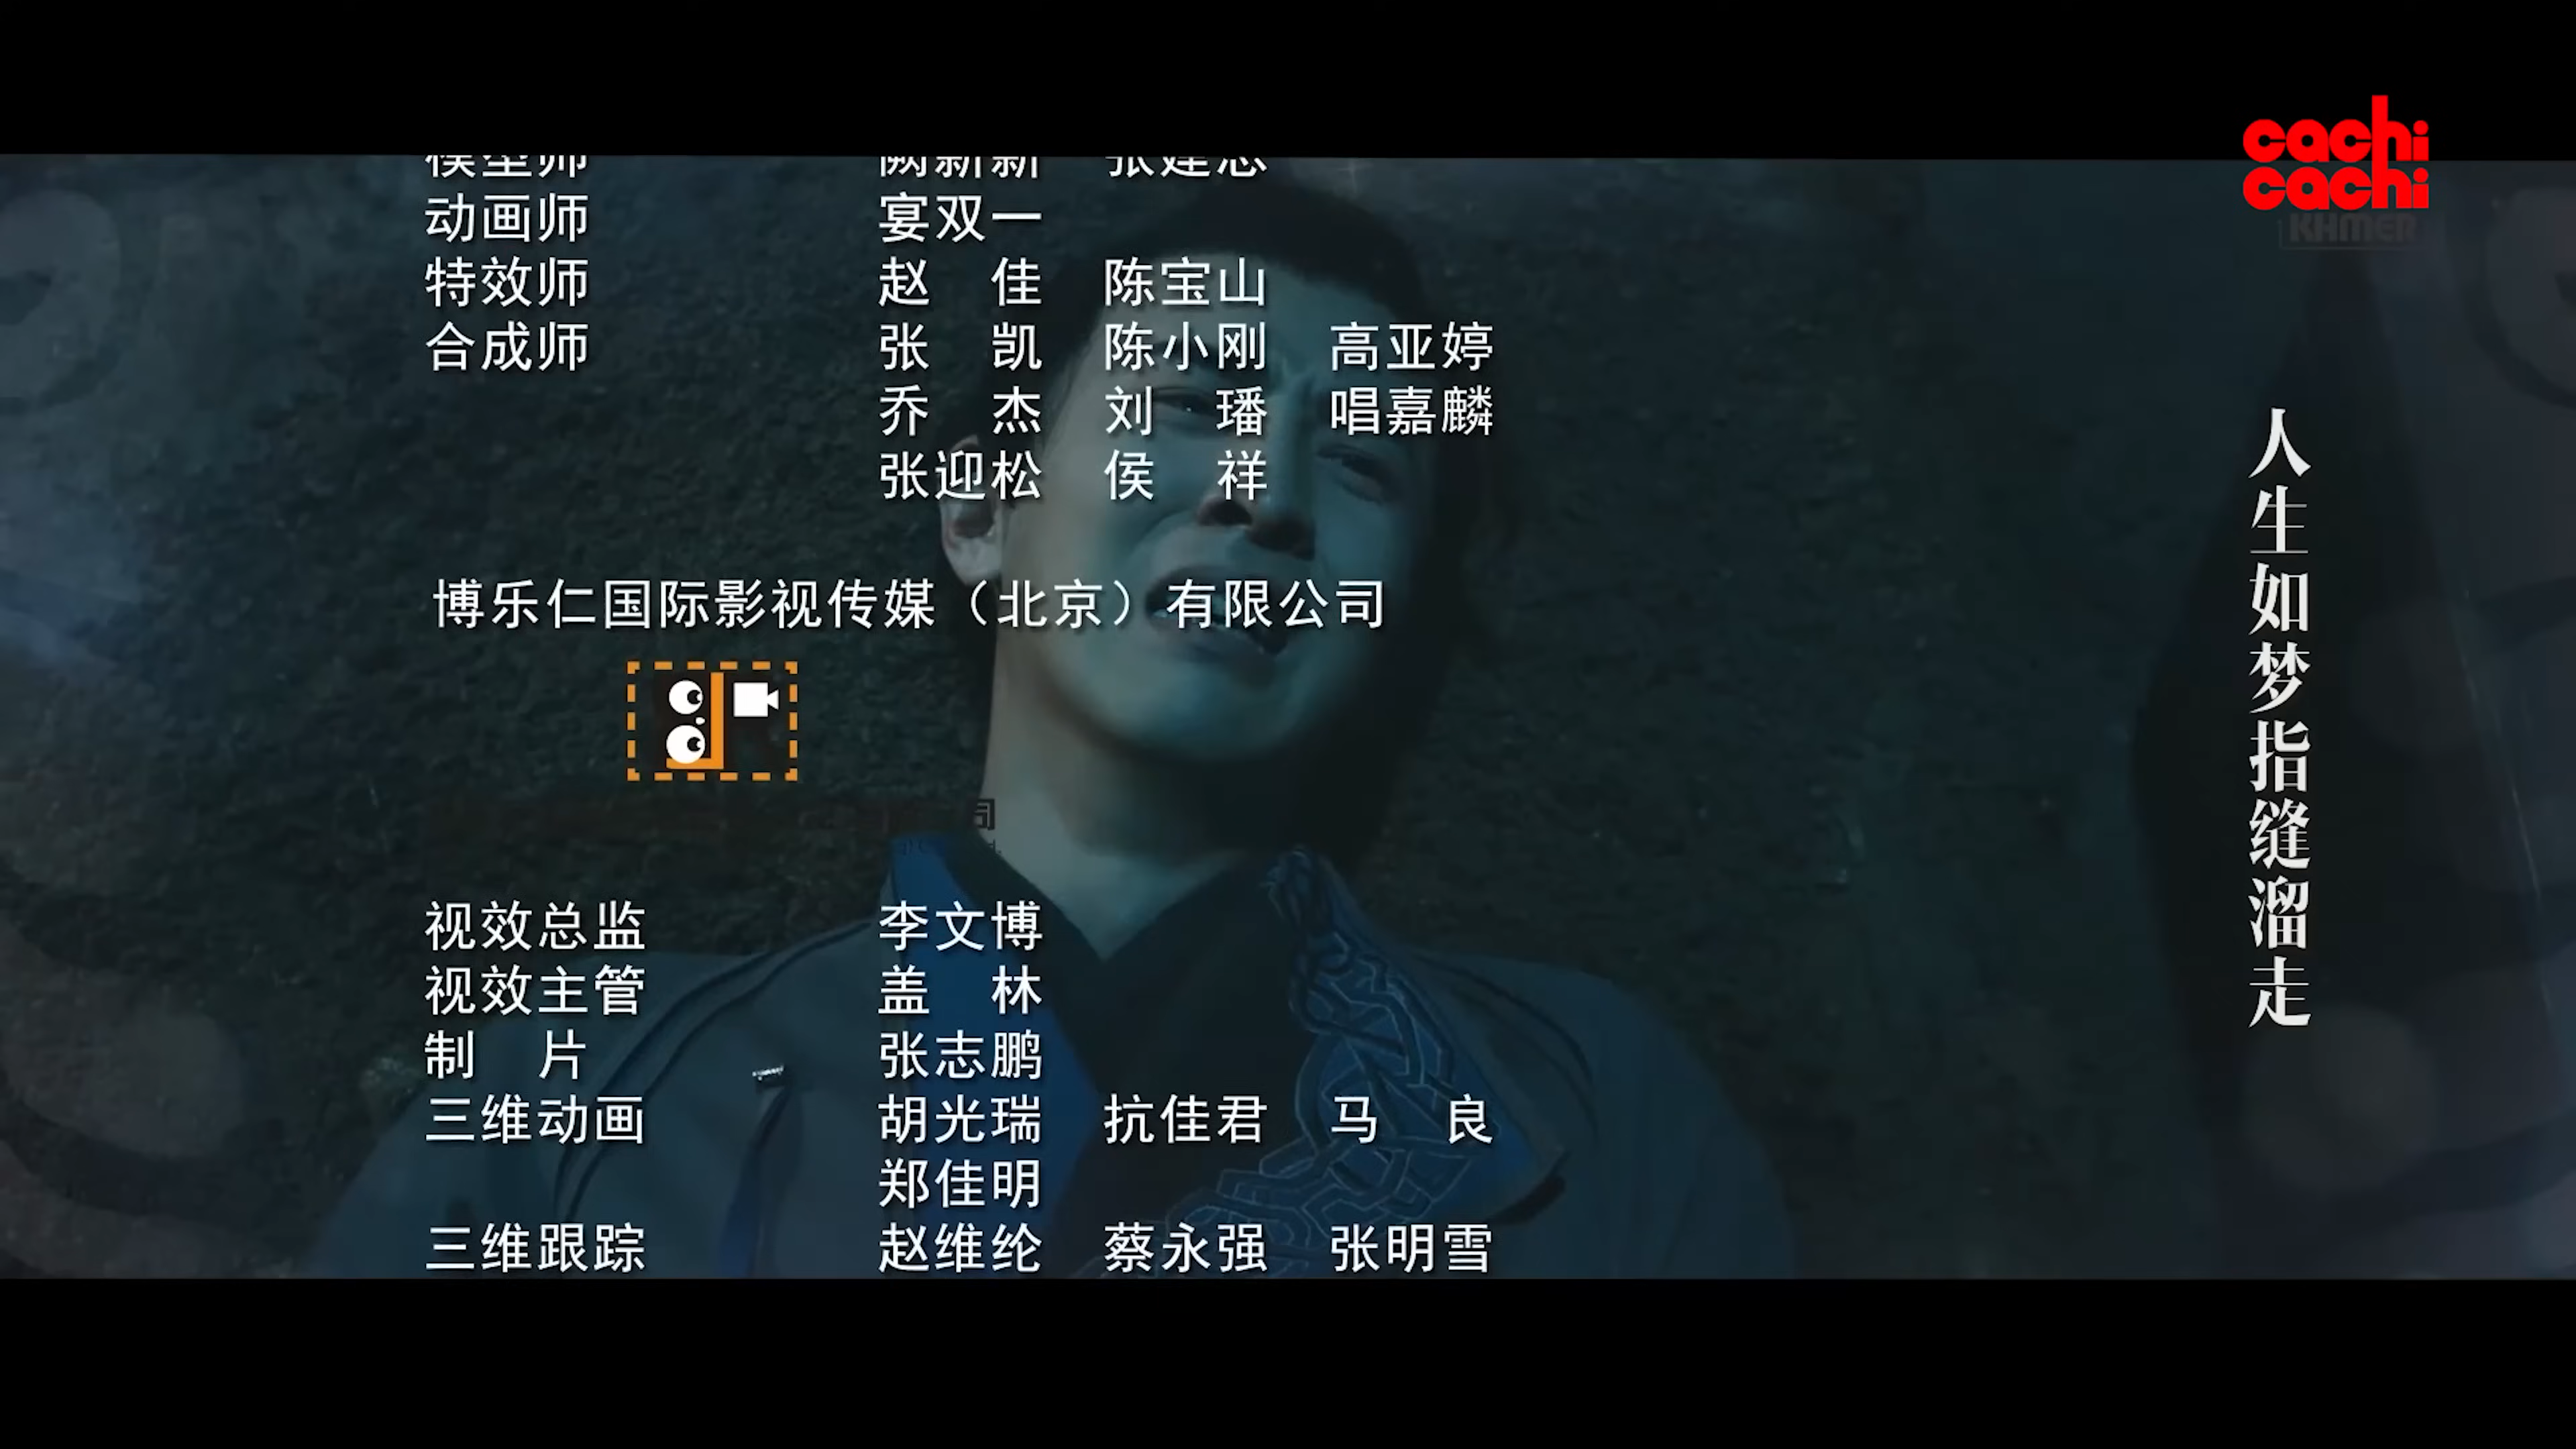 cachi
cachi
KHMER
动画师 宴双一
特效师 赵 佳 陈宝山
合成师 张 凯 陈小刚 高亚婷
乔 杰 刘 璠 唱嘉麟
张迎松 侯 祥
博乐仁国际影视传媒（北京）有限公司
视效总监 李文博
视效主管 盖 林
制 片 张志鹏
三维动画 胡光瑞 抗佳君 马 良
郑佳明
三维跟踪 赵维纶 蔡永强 张明雪
人生如梦指缝溜走